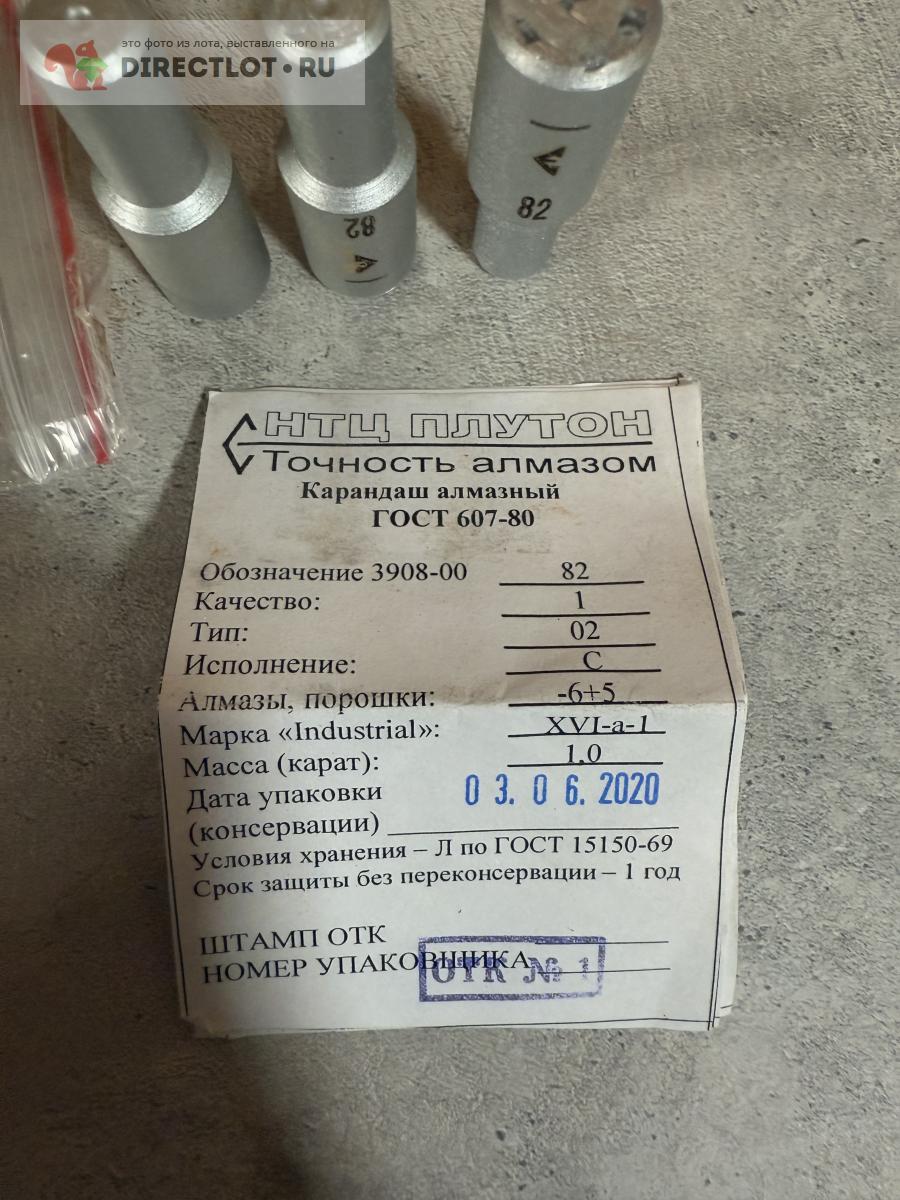 это фото из лота, выставленного на
DIRECTLOT.RU
82
82
НТЦ ПЛУТОН
Точность алмазом
Карандаш алмазный
ГОСТ 607-80
Обозначение 3908-00 82
Качество: 1
Тип: 02
Исполнение: С
Алмазы, порошки: -6+5
Марка «Industrial»: XVI-а-1
Масса (карат): 1,0
Дата упаковки 03.06.2020
(консервации)
Условия хранения – Л по ГОСТ 15150-69
Срок защиты без переконсервации – 1 год
ШТАМП ОТК
НОМЕР УПАКОВЩИКА
ОТК № 1